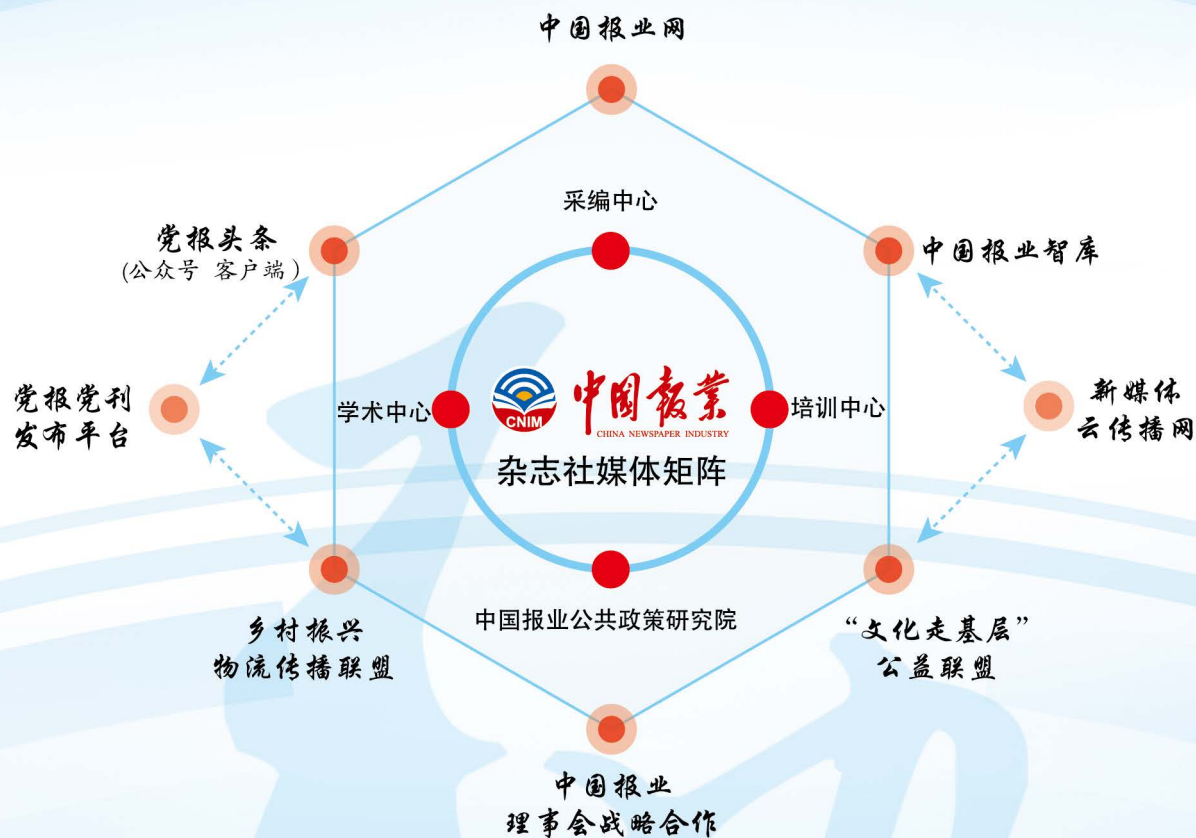 中国报业网
采编中心
党报头条
(公众号 客户端)
中国报业智库
党报党刊
发布平台
学术中心
CNIM
中国报业
CHINA NEWSPAPER INDUSTRY
杂志社媒体矩阵
培训中心
新媒体
云传播网
中国报业公共政策研究院
乡村振兴
物流传播联盟
“文化走基层”
公益联盟
中国报业
理事会战略合作